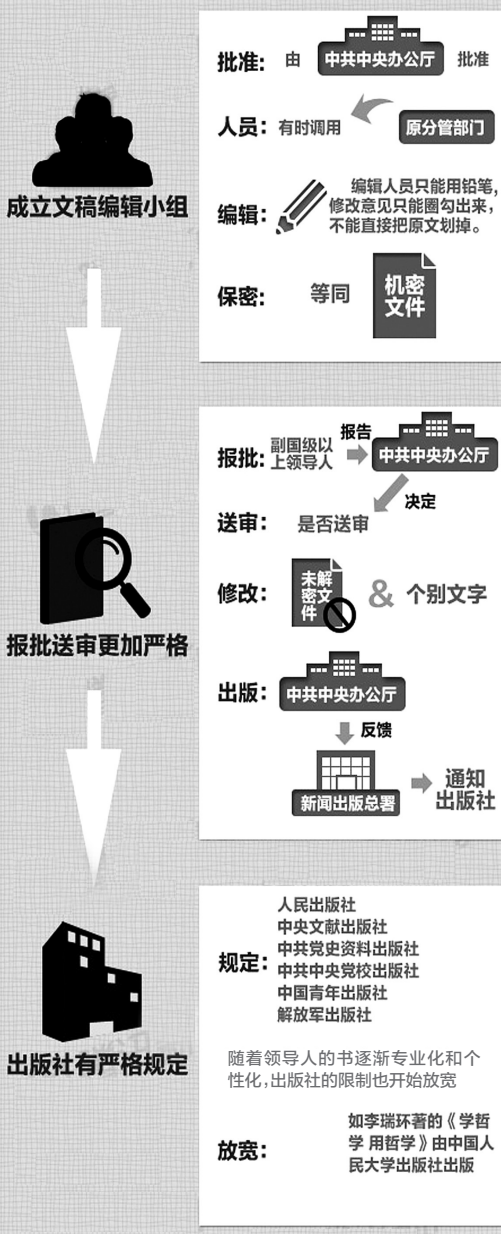 批准: 由 中共中央办公厅 批准
人员: 有时调用 原分管部门
成立文稿编辑小组
编辑: 编辑人员只能用铅笔,
修改意见只能圈勾出来,
不能直接把原文划掉。
保密: 等同 机密
文件
报批: 副国级以
上领导人 报告 中共中央办公厅
决定
送审: 是否送审
修改: 未解
密文
件 & 个别文字
报批送审更加严格
出版: 中共中央办公厅
反馈
新闻出版总署 通知
出版社
规定: 人民出版社
中央文献出版社
中共党史资料出版社
中共中央党校出版社
中国青年出版社
解放军出版社
出版社有严格规定
随着领导人的书逐渐专业化和个
性化,出版社的限制也开始放宽
放宽: 如李瑞环著的《学哲
学 用哲学》由中国人
民大学出版社出版